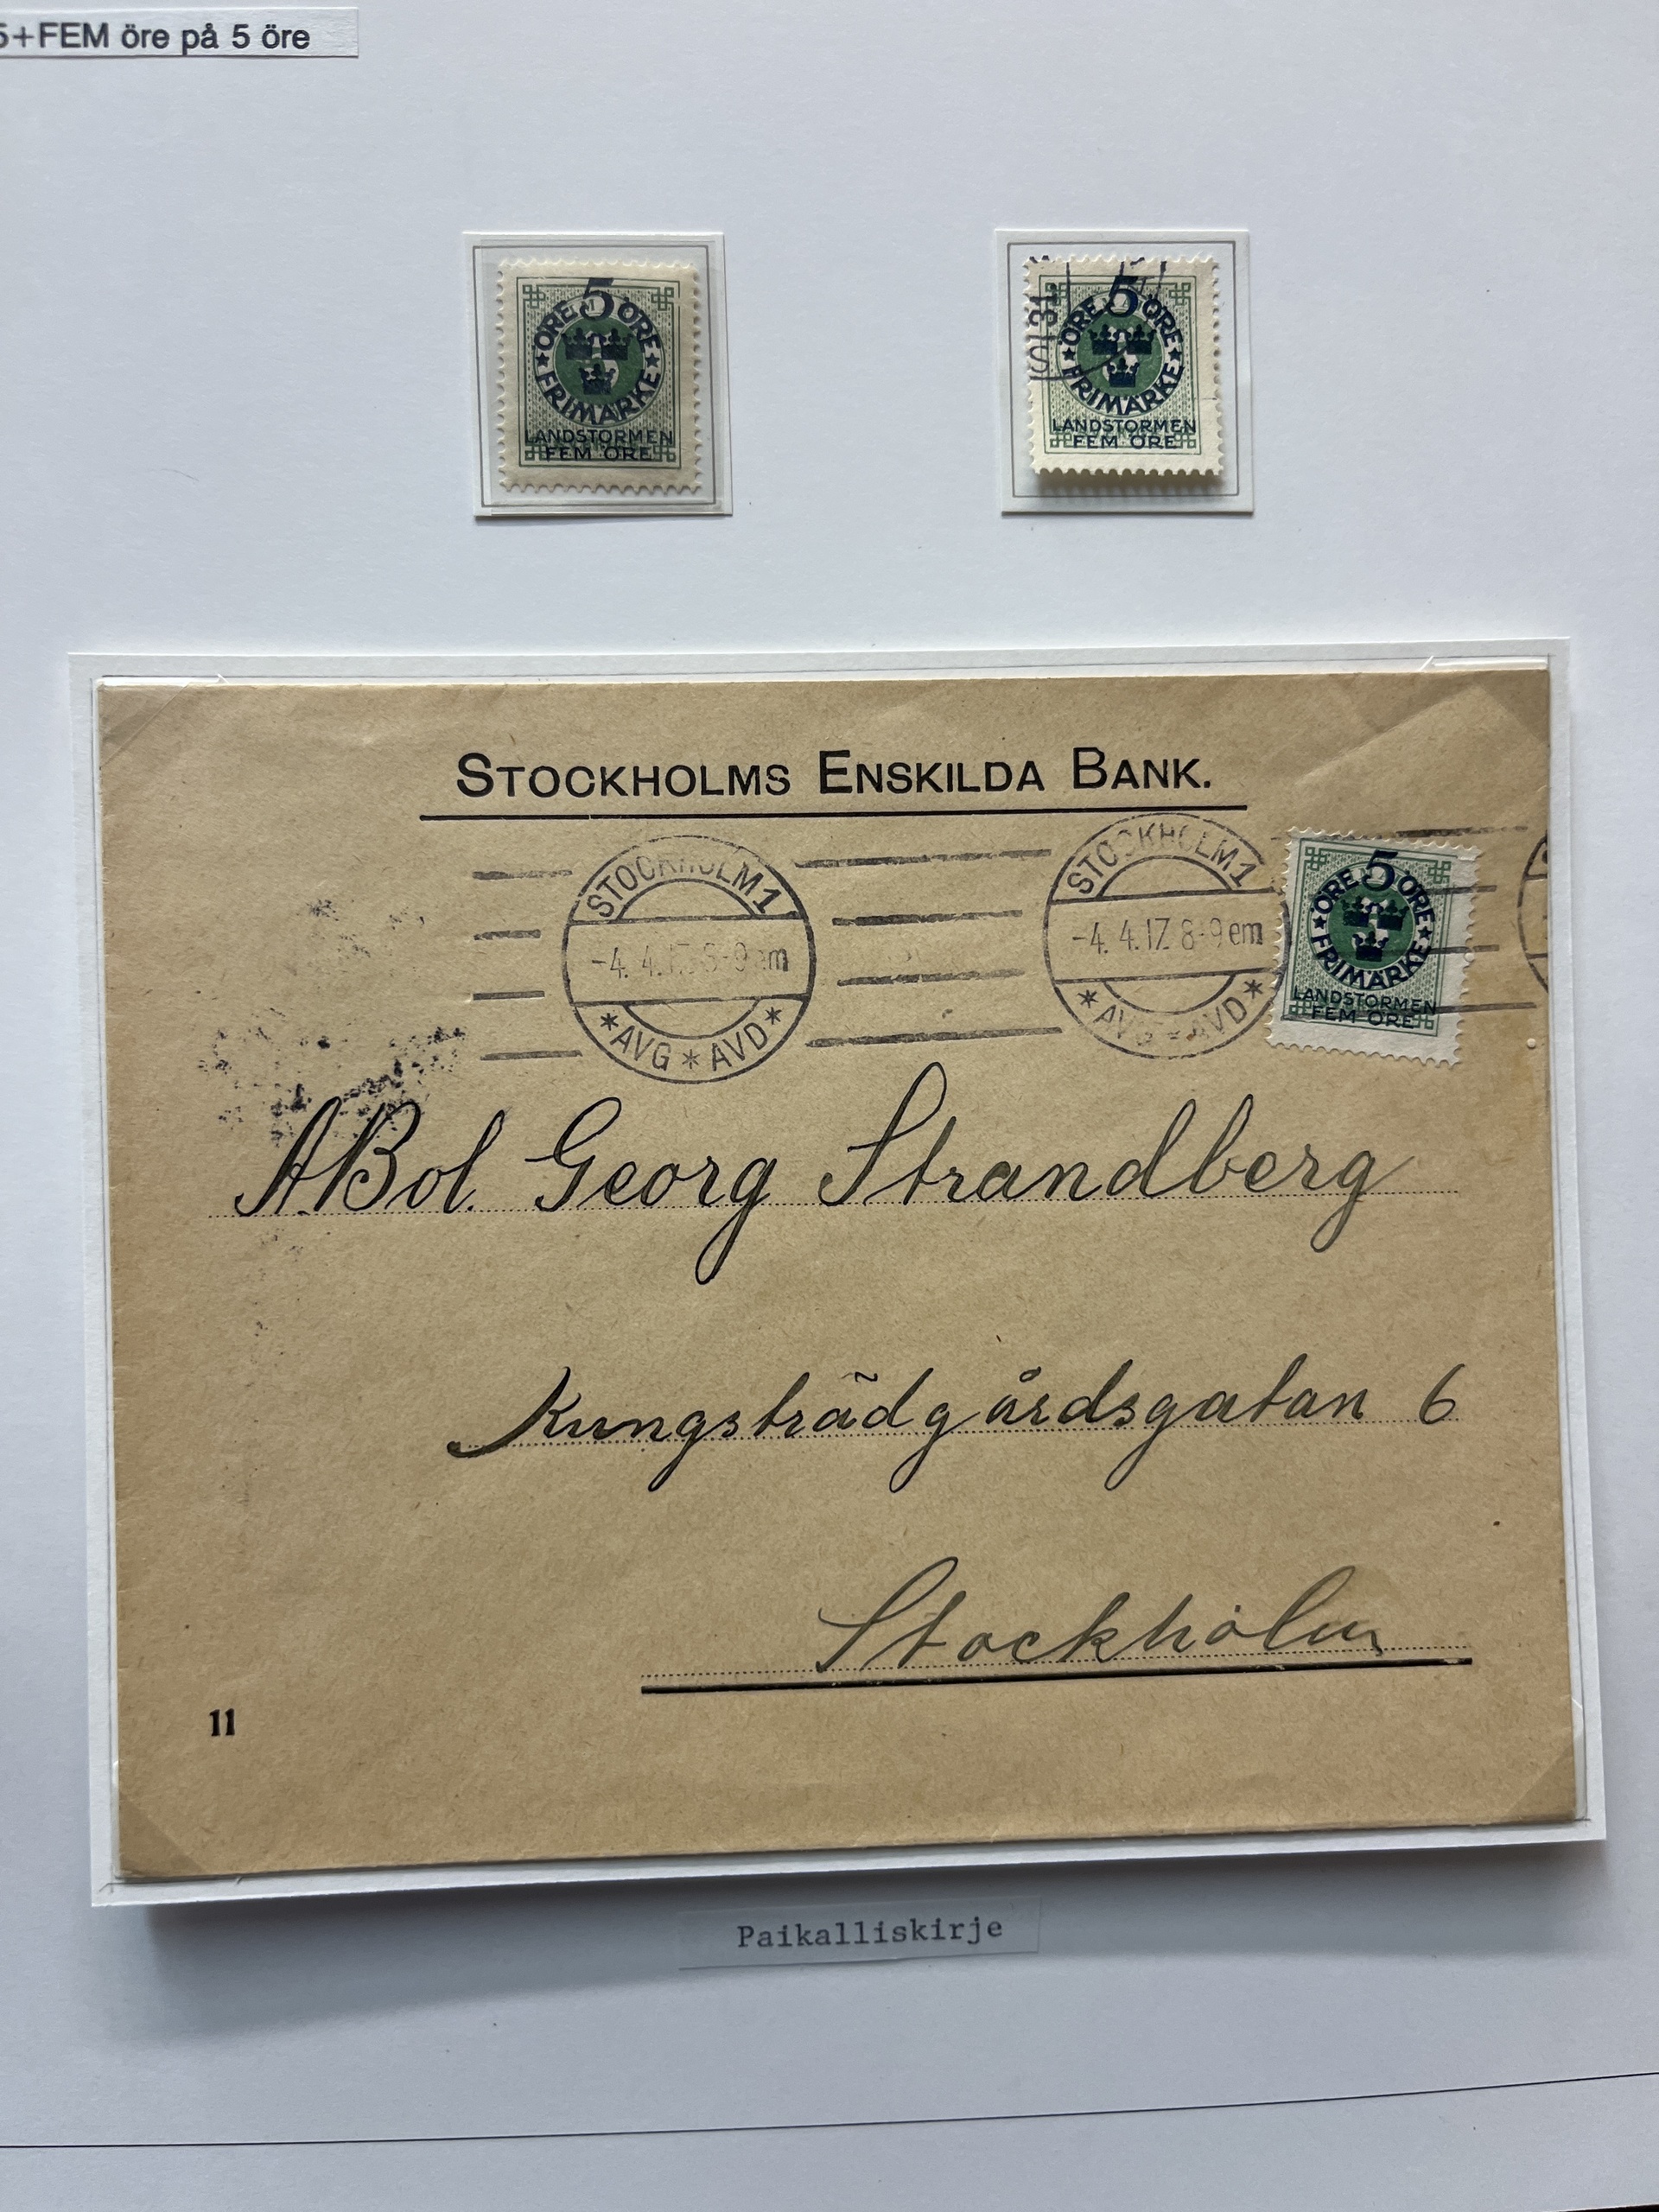 5+FEM öre på 5 öre
5
ÖRE ÖRE
FRIMÄRKE
LANDSTORMEN
FEM ÖRE
5
ÖRE ÖRE
FRIMÄRKE
LANDSTORMEN
FEM ÖRE
STOCKHOLMS ENSKILDA BANK.
STOCKHOLM 1
-4. 4.17. 8-9 em
* AVG * AVD *
STOCKHOLM 1
-4. 4.17. 8-9 em
* AVG * AVD *
5
ÖRE ÖRE
FRIMÄRKE
LANDSTORMEN
FEM ÖRE
A.Bol. Georg Strandberg
Kungsträdgårdsgatan 6
Stockholm
11
Paikalliskirje